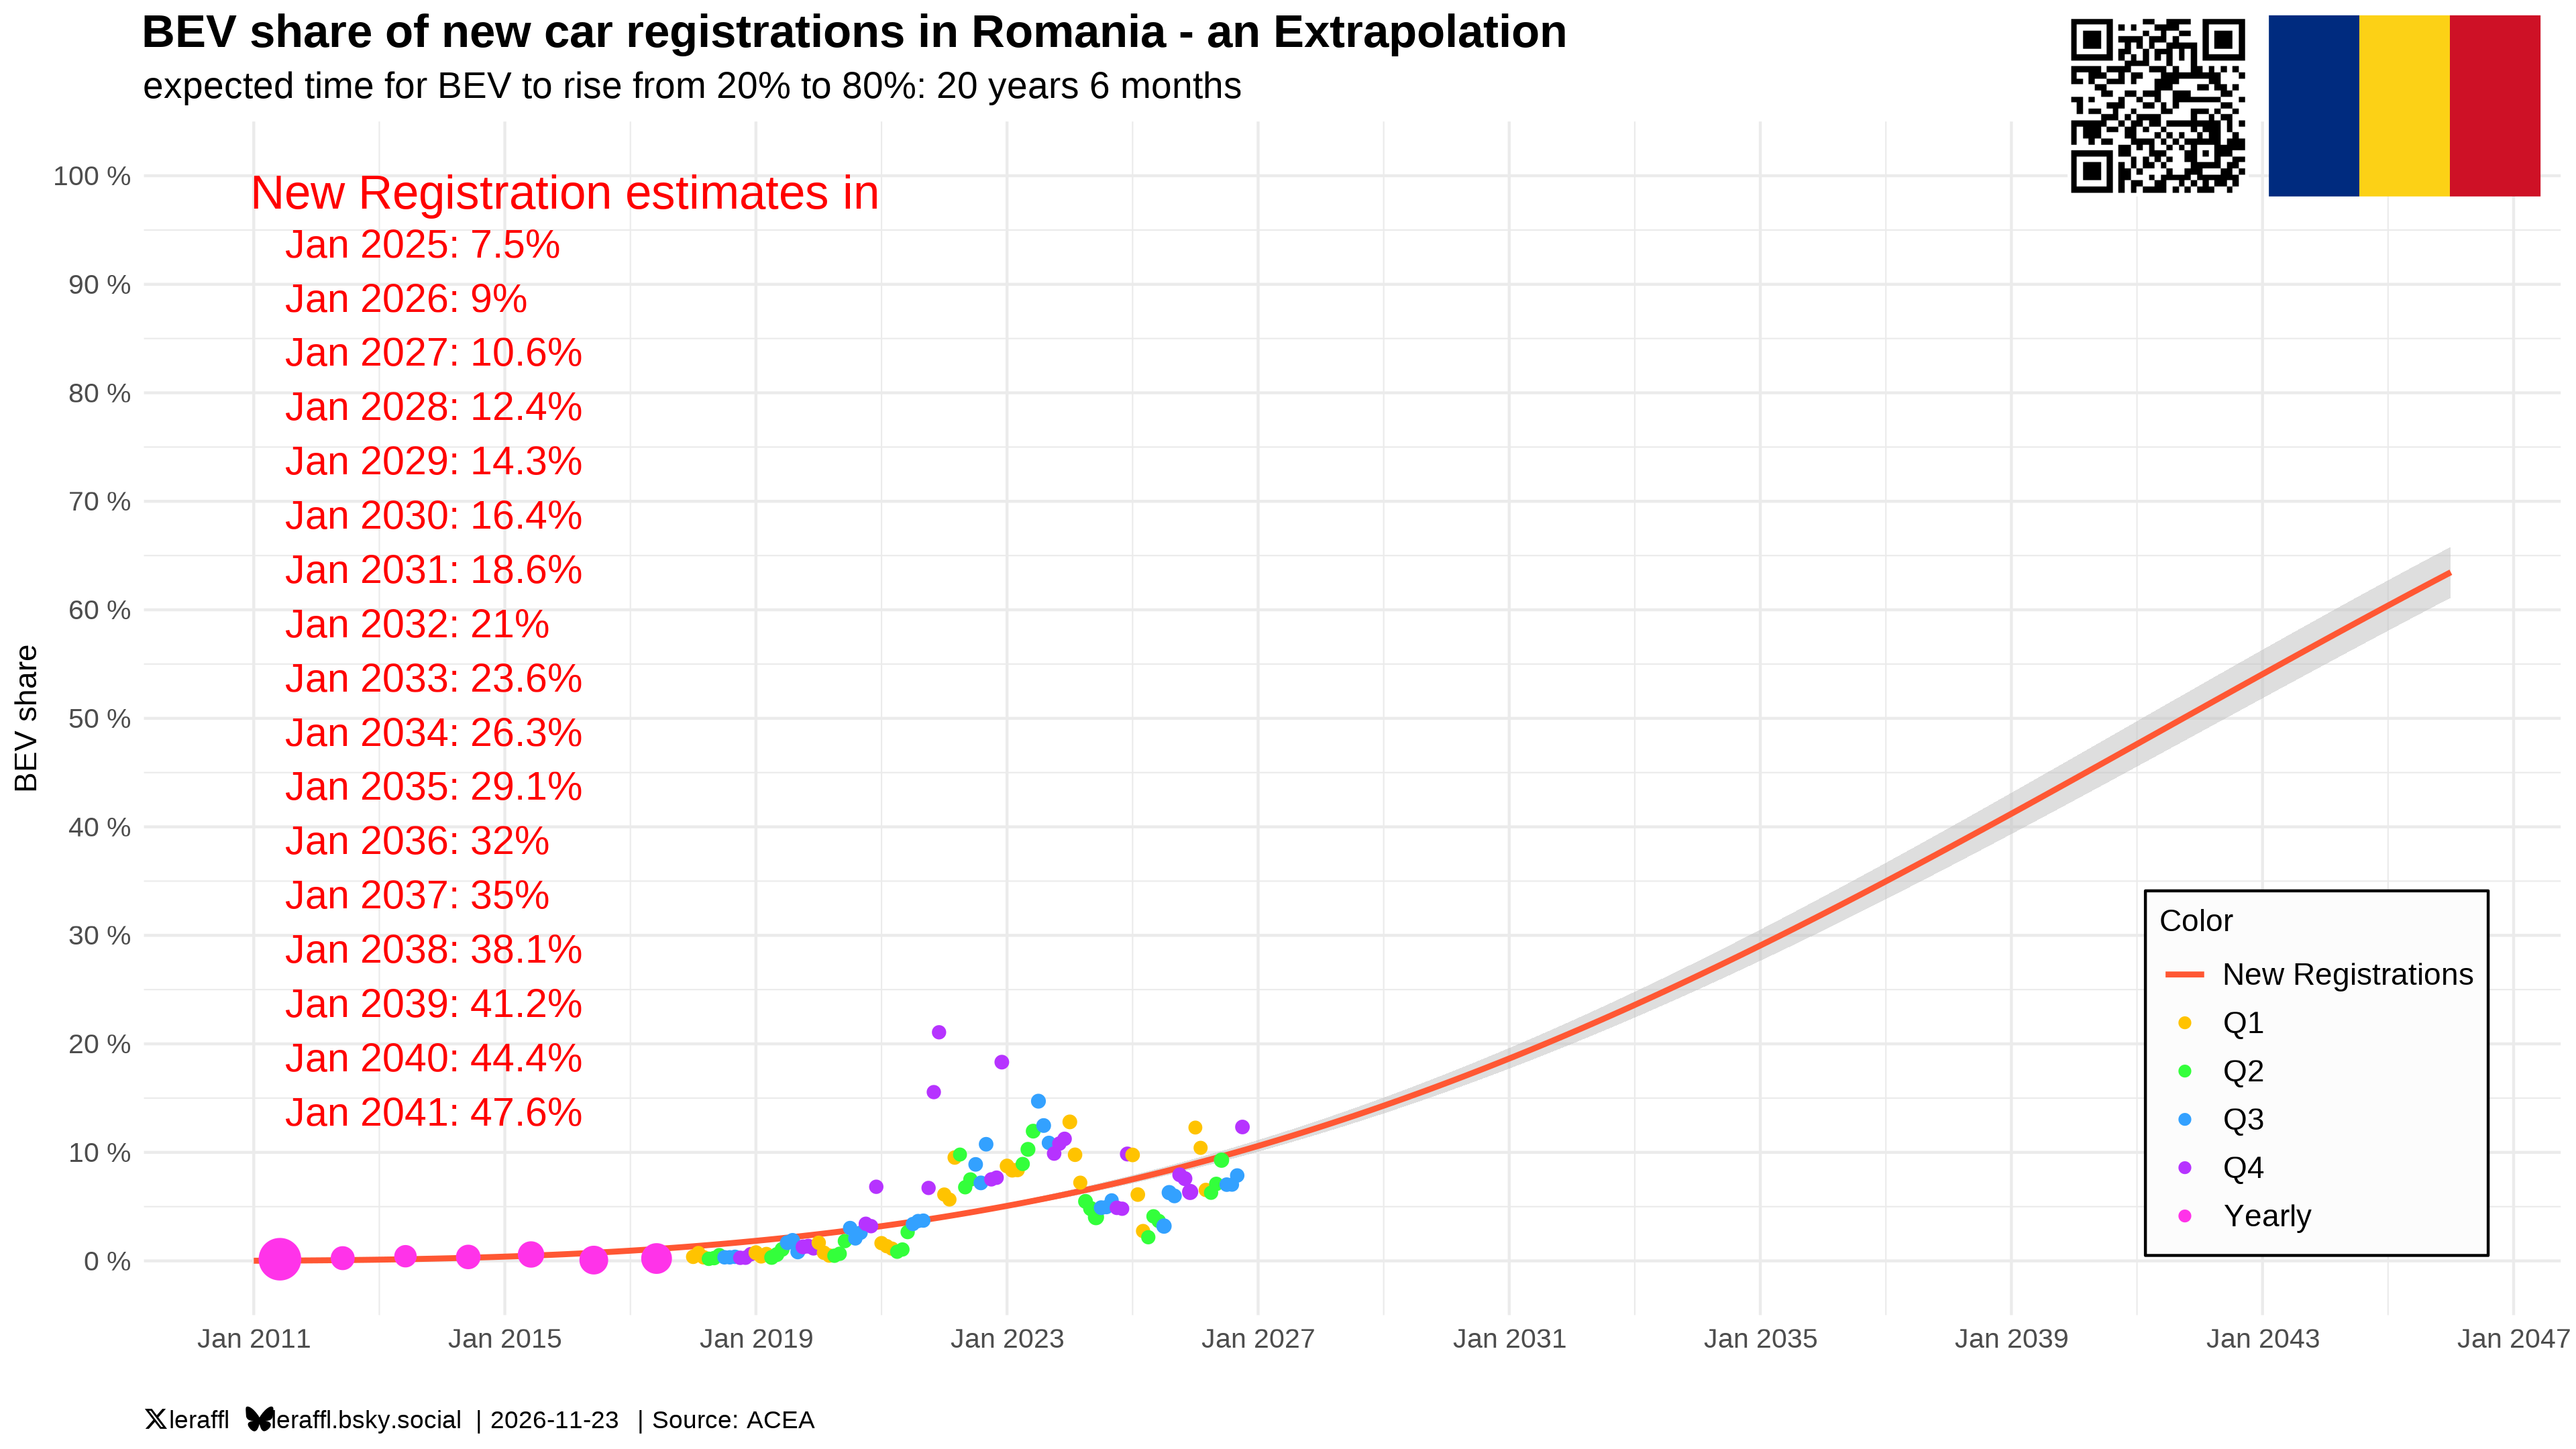 BEV share of new car registrations in Romania - an Extrapolation
expected time for BEV to rise from 20% to 80%: 20 years 6 months
New Registration estimates in
Jan 2025: 7.5%
Jan 2026: 9%
Jan 2027: 10.6%
Jan 2028: 12.4%
Jan 2029: 14.3%
Jan 2030: 16.4%
Jan 2031: 18.6%
Jan 2032: 21%
Jan 2033: 23.6%
Jan 2034: 26.3%
Jan 2035: 29.1%
Jan 2036: 32%
Jan 2037: 35%
Jan 2038: 38.1%
Jan 2039: 41.2%
Jan 2040: 44.4%
Jan 2041: 47.6%
BEV share
100 %
90 %
80 %
70 %
60 %
50 %
40 %
30 %
20 %
10 %
0 %
Color
New Registrations
Q1
Q2
Q3
Q4
Yearly
Jan 2011 Jan 2015 Jan 2019 Jan 2023 Jan 2027 Jan 2031 Jan 2035 Jan 2039 Jan 2043 Jan 2047
leraffl leraffl.bsky.social | 2026-11-23 | Source: ACEA